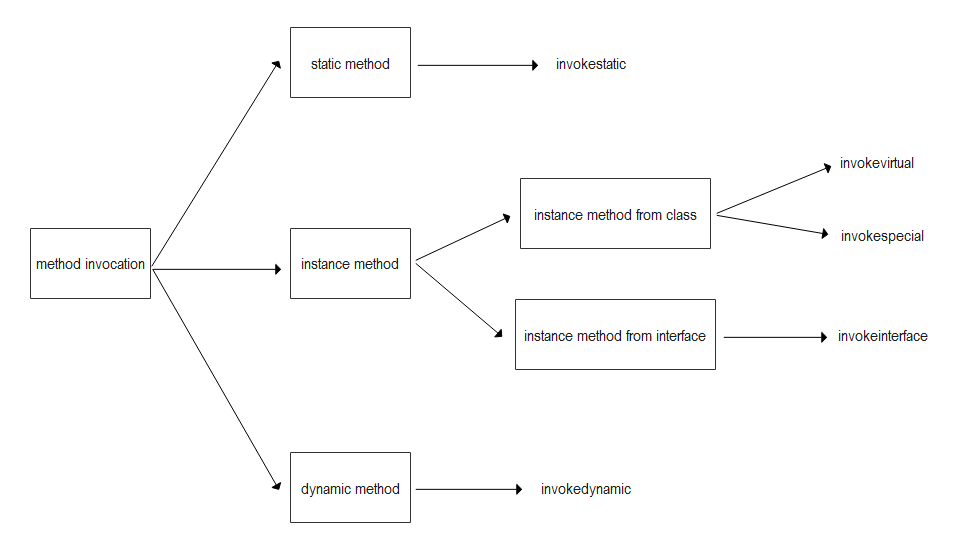 static method
invokestatic
invokevirtual
instance method from class
invokespecial
method invocation
instance method
instance method from interface
invokeinterface
dynamic method
invokedynamic